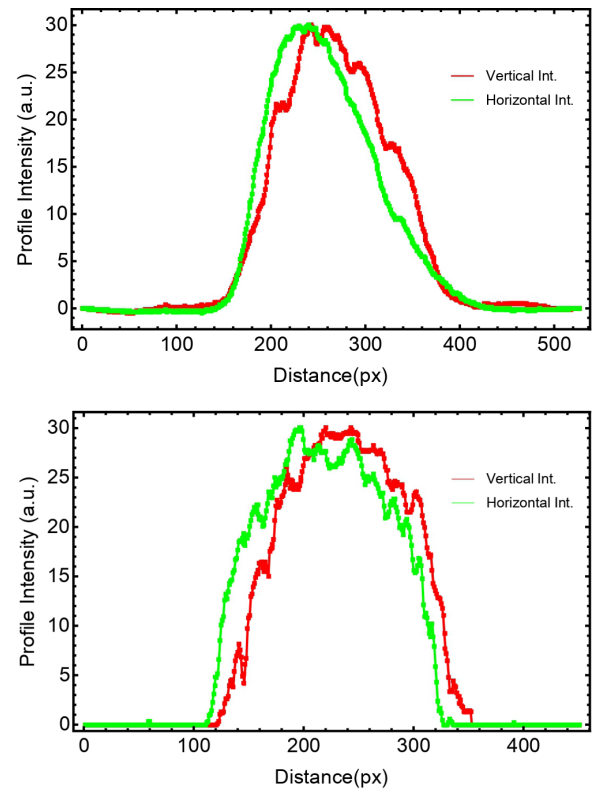 30
25
20
15
10
5
0
Profile Intensity (a.u.)
Vertical Int.
Horizontal Int.
0 100 200 300 400 500
Distance(px)
30
25
20
15
10
5
0
Profile Intensity (a.u.)
Vertical Int.
Horizontal Int.
0 100 200 300 400
Distance(px)